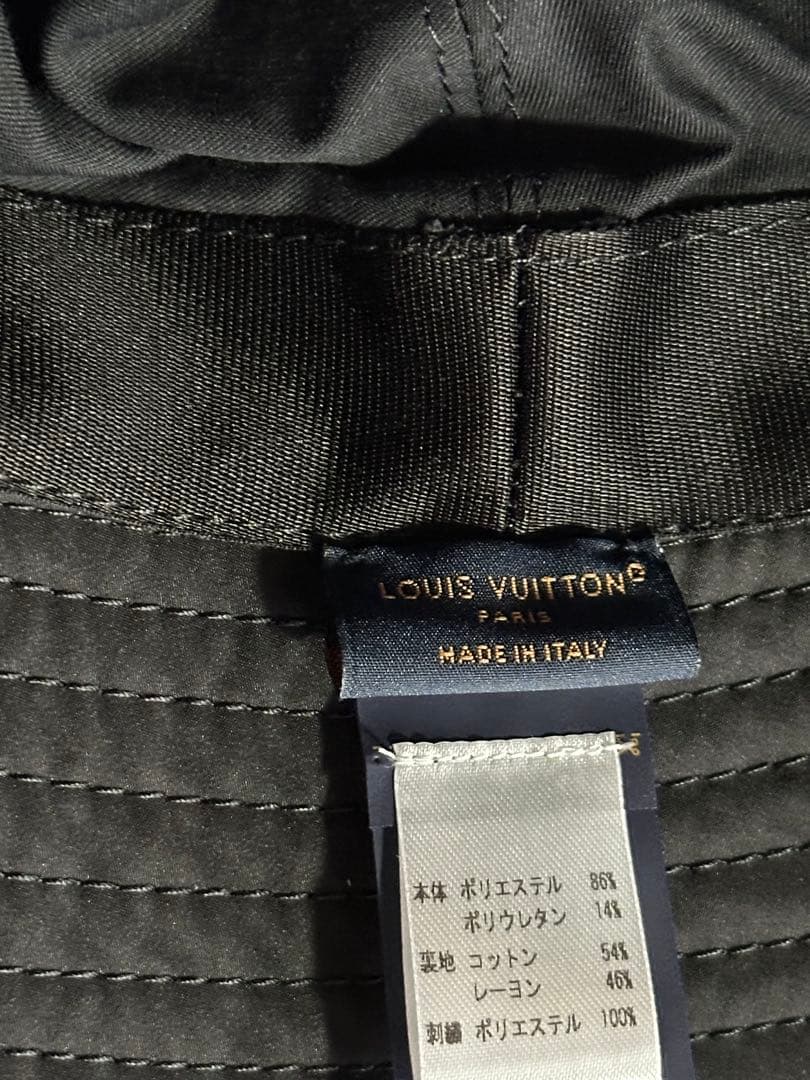 LOUIS VUITTON®
PARIS
MADE IN ITALY
本体 ポリエステル 86%
ポリウレタン 14%
裏地 コットン 54%
レーヨン 46%
刺繍 ポリエステル 100%